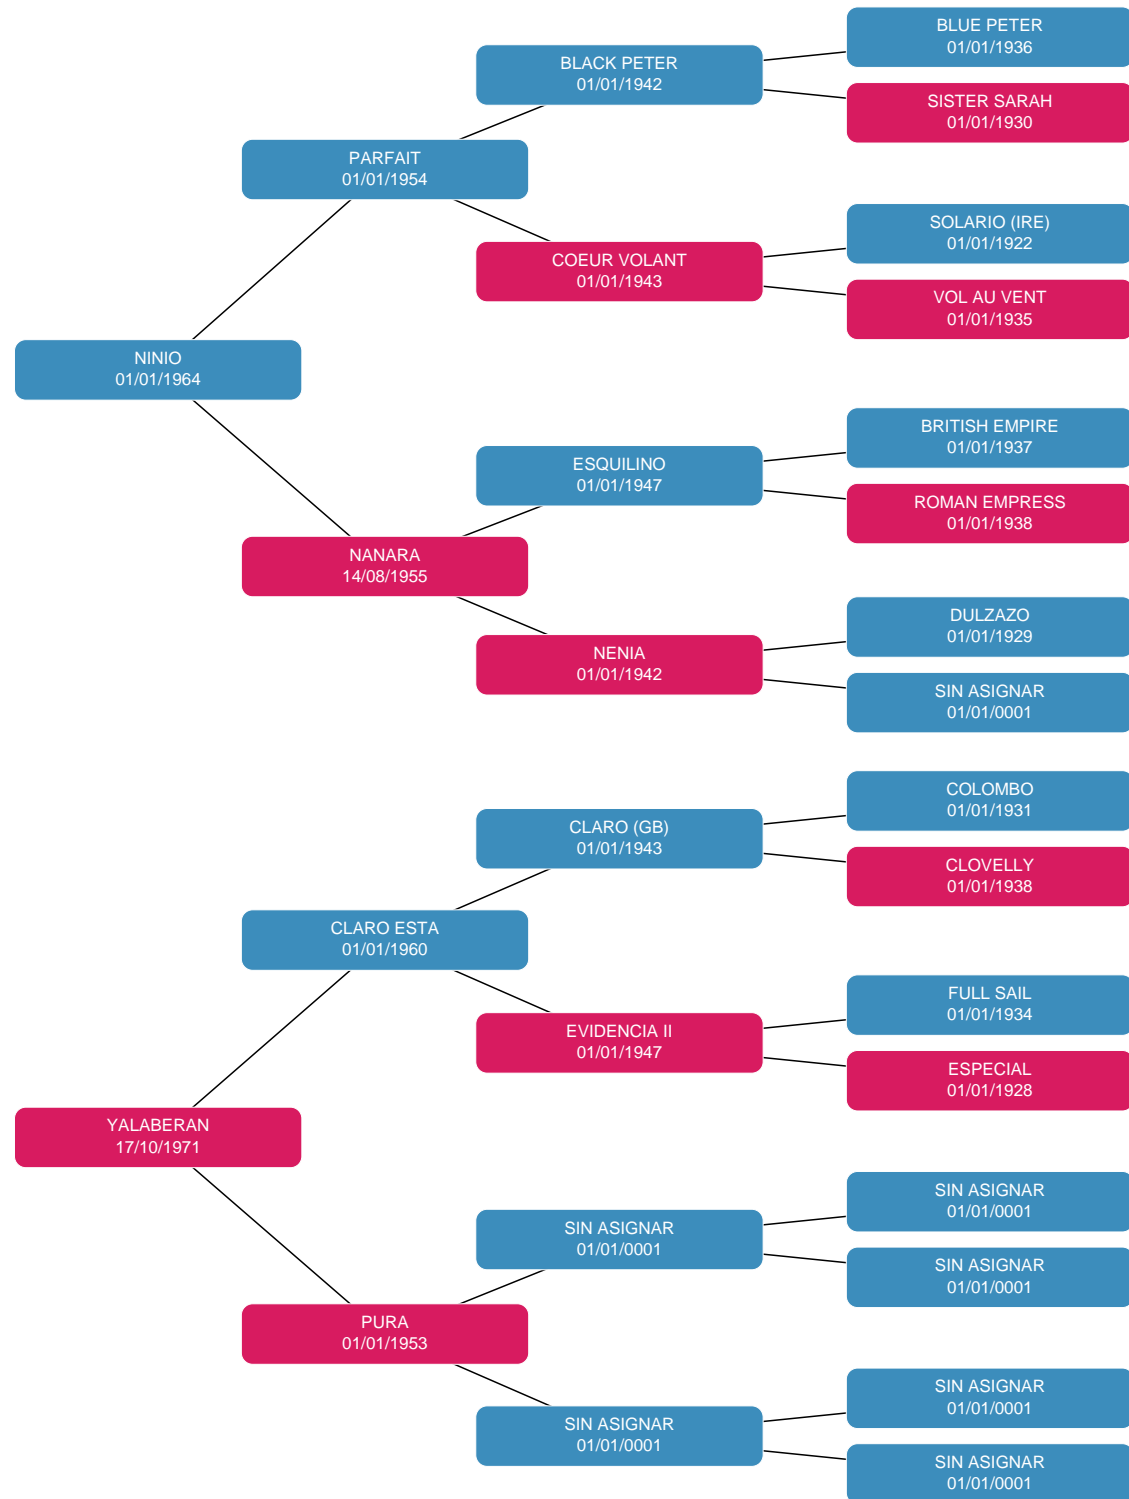 BLUE PETER
01/01/1936
BLACK PETER
01/01/1942
SISTER SARAH
01/01/1930
PARFAIT
01/01/1954
SOLARIO (IRE)
01/01/1922
COEUR VOLANT
01/01/1943
VOL AU VENT
01/01/1935
NINIO
01/01/1964
BRITISH EMPIRE
01/01/1937
ESQUILINO
01/01/1947
ROMAN EMPRESS
01/01/1938
NANARA
14/08/1955
DULZAZO
01/01/1929
NENIA
01/01/1942
SIN ASIGNAR
01/01/0001
COLOMBO
01/01/1931
CLARO (GB)
01/01/1943
CLOVELLY
01/01/1938
CLARO ESTA
01/01/1960
FULL SAIL
01/01/1934
EVIDENCIA II
01/01/1947
ESPECIAL
01/01/1928
YALABERAN
17/10/1971
SIN ASIGNAR
01/01/0001
SIN ASIGNAR
01/01/0001
SIN ASIGNAR
01/01/0001
PURA
01/01/1953
SIN ASIGNAR
01/01/0001
SIN ASIGNAR
01/01/0001
SIN ASIGNAR
01/01/0001